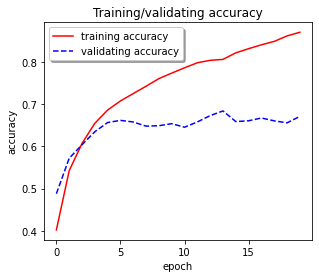 Training/validating accuracy
training accuracy
validating accuracy
accuracy
0.8
0.7
0.6
0.5
0.4
0
5
10
15
epoch